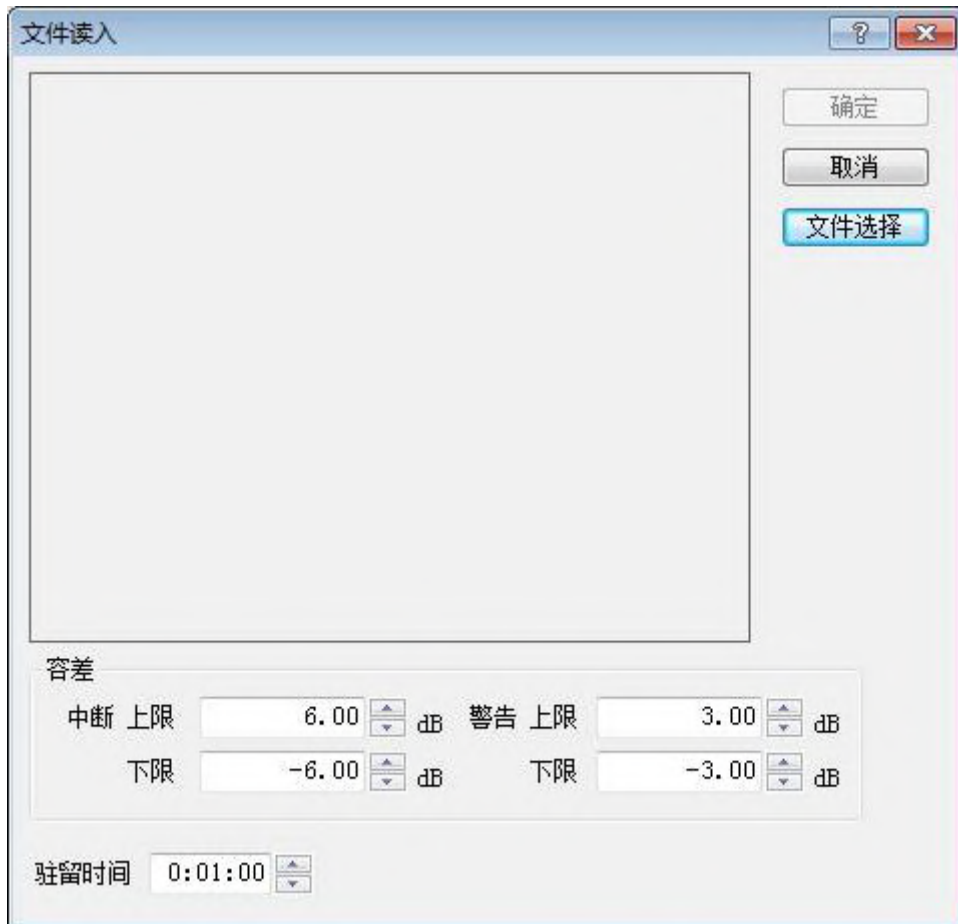 文件读入
确定
取消
文件选择
容差
中断 上限 6.00 dB 警告 上限 3.00 dB
下限 -6.00 dB 下限 -3.00 dB
驻留时间 0:01:00